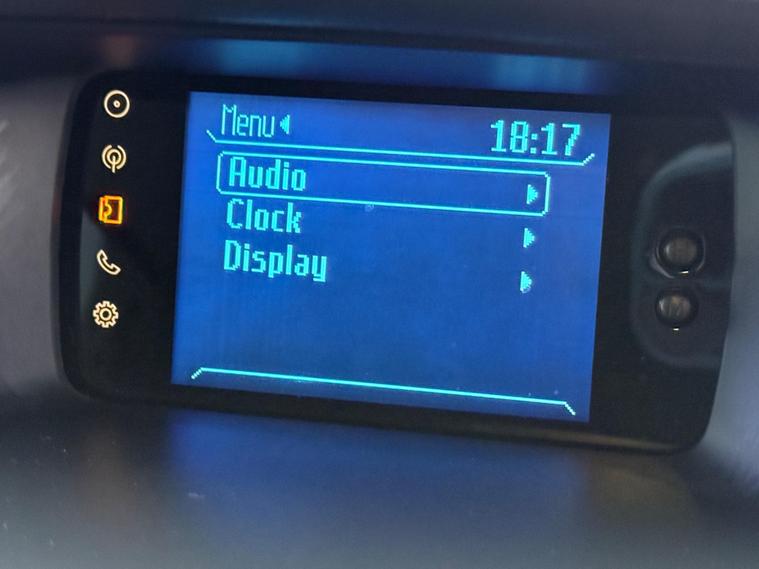 Menu
18:17
Audio
Clock
Display